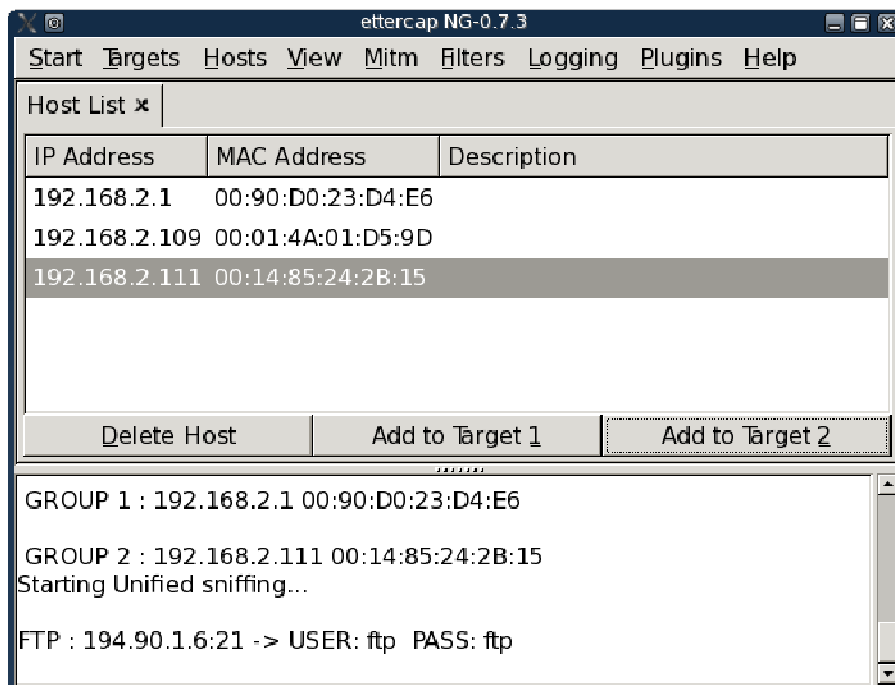 ettercap NG-0.7.3
Start Targets Hosts View Mitm Filters Logging Plugins Help
Host List
IP Address MAC Address Description
192.168.2.1 00:90:D0:23:D4:E6
192.168.2.109 00:01:4A:01:D5:9D
192.168.2.111 00:14:85:24:2B:15
Delete Host Add to Target 1 Add to Target 2
GROUP 1 : 192.168.2.1 00:90:D0:23:D4:E6
GROUP 2 : 192.168.2.111 00:14:85:24:2B:15
Starting Unified sniffing...
FTP : 194.90.1.6:21 -> USER: ftp PASS: ftp